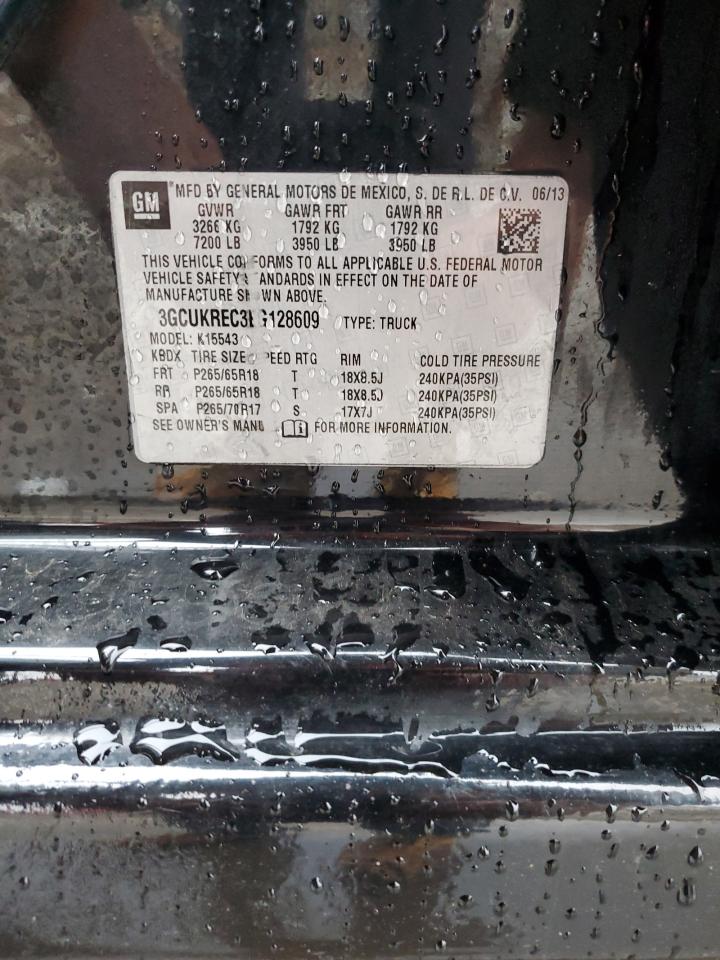 GM ® MFD BY GENERAL MOTORS DE MEXICO, S. DE R.L. DE C.V. 06/13
GVWR GAWR FRT GAWR RR
3266 KG 1792 KG 1792 KG
7200 LB 3950 LB 3950 LB
THIS VEHICLE CONFORMS TO ALL APPLICABLE U.S. FEDERAL MOTOR
VEHICLE SAFETY STANDARDS IN EFFECT ON THE DATE OF
MANUFACTURE SHOWN ABOVE.
TYPE: TRUCK
MODEL: K15543
KBDX TIRE SIZE SPEED RTG RIM COLD TIRE PRESSURE
FRT P265/65R18 T 18X8.5J 240KPA(35PSI)
RR P265/65R18 T 18X8.5J 240KPA(35PSI)
SPA P265/70R17 S 17X7J 240KPA(35PSI)
SEE OWNER'S MANUAL FOR MORE INFORMATION.